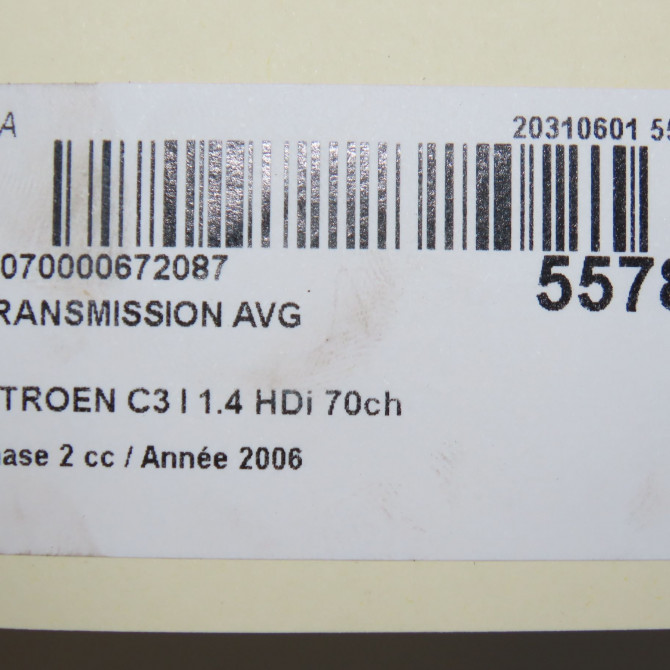 A 20310601 55
070000672087
5578
RANSMISSION AVG
TROEN C3 I 1.4 HDi 70ch
ase 2 cc / Année 2006